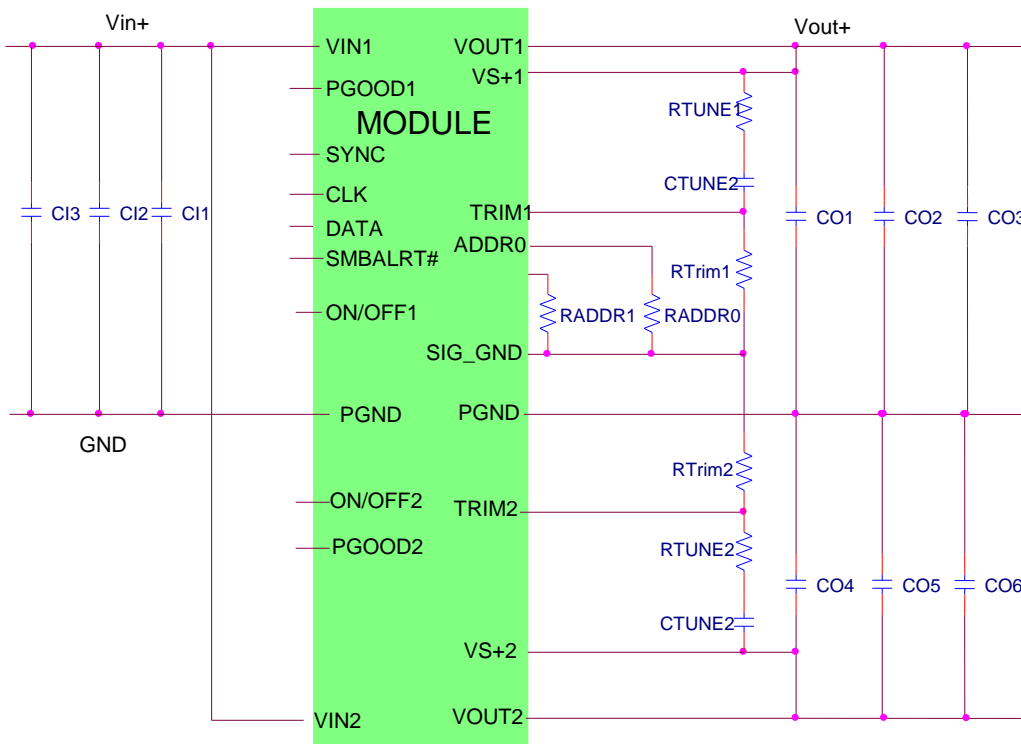 Vin+
Vout+
VIN1
VOUT1
VS+1
PGOOD1
MODULE
RTUNE1
SYNC
CTUNE2
CLK
CI3
CI2
CI1
TRIM1
CO1
CO2
CO3
DATA
ADDR0
SMBALRT#
RTrim1
ON/OFF1
RADDR1
RADDR0
SIG_GND
PGND
PGND
GND
RTrim2
ON/OFF2
TRIM2
PGOOD2
RTUNE2
CO4
CO5
CO6
CTUNE2
VS+2
VIN2
VOUT2